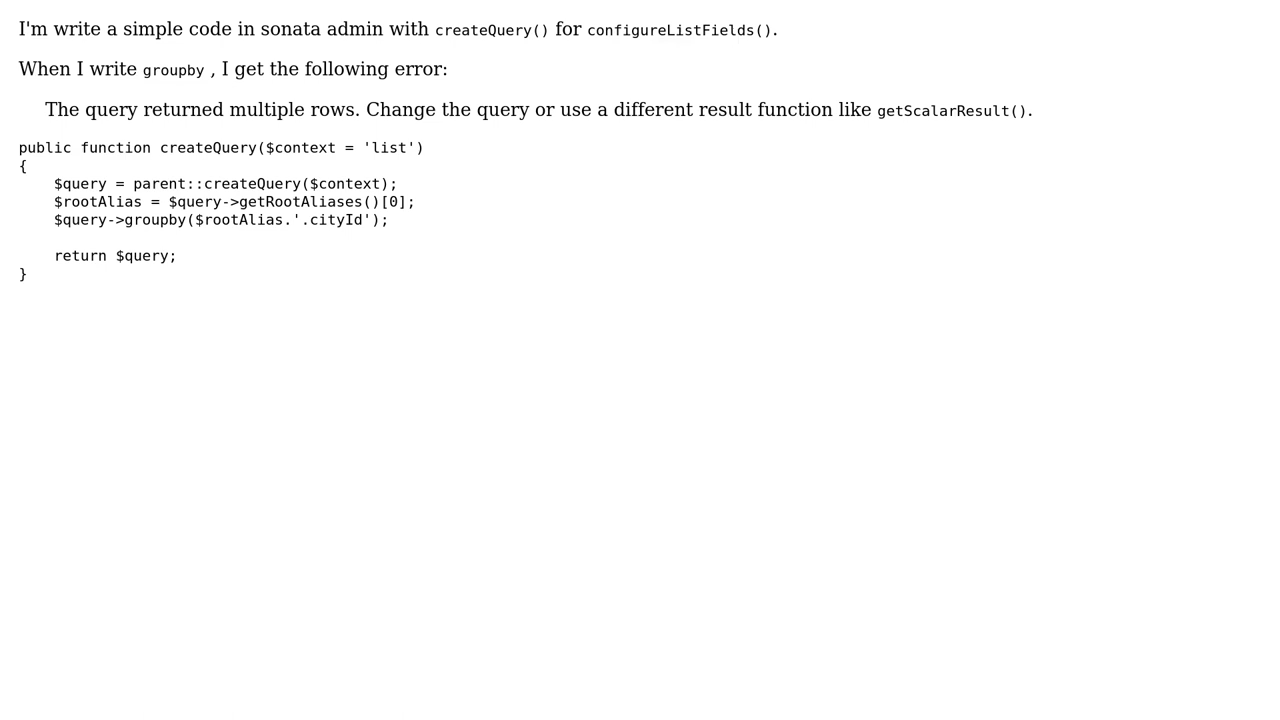 I'm write a simple code in sonata admin with createQuery() for configureListFields().
When I write groupby , I get the following error:
The query returned multiple rows. Change the query or use a different result function like getScalarResult().
public function createQuery($context = 'list')
{
    $query = parent::createQuery($context);
    $rootAlias = $query->getRootAliases()[0];
    $query->groupby($rootAlias.'.cityId');

    return $query;
}